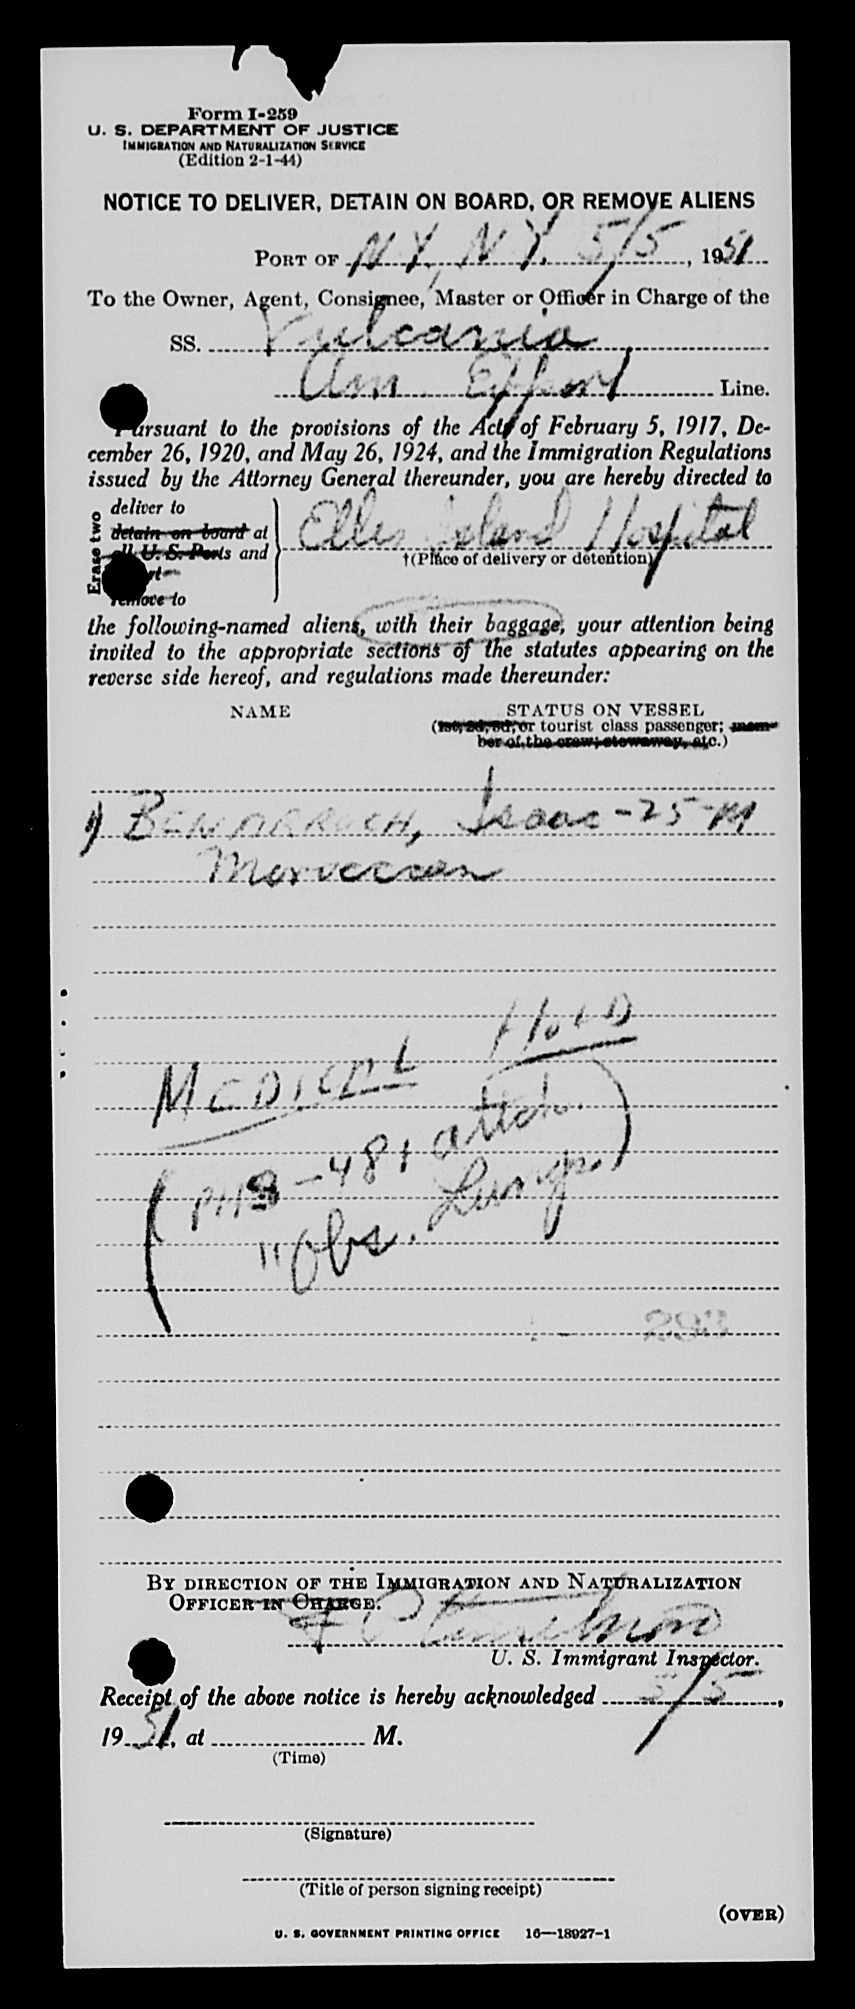 Form I-259
U. S. DEPARTMENT OF JUSTICE
IMMIGRATION AND NATURALIZATION SERVICE
(Edition 2-1-44)
NOTICE TO DELIVER, DETAIN ON BOARD, OR REMOVE ALIENS
PORT OF N.Y., N.Y. 5/5, 1951
To the Owner, Agent, Consignee, Master or Officer in Charge of the
SS. Vulcania
Am. Export Line.
Pursuant to the provisions of the Acts of February 5, 1917, De-
cember 26, 1920, and May 26, 1924, and the Immigration Regulations
issued by the Attorney General thereunder, you are hereby directed to
Erase two
deliver to
detain on board at
all U. S. Ports and
remove to
Ellis Island Hospital
†(Place of delivery or detention)
the following-named aliens, with their baggage, your attention being
invited to the appropriate sections of the statutes appearing on the
reverse side hereof, and regulations made thereunder:
NAME STATUS ON VESSEL
(1st, 2d, 3d, or tourist class passenger; mem-
ber of the crew; stowaway, etc.)
1) BENARROCH, Isaac - 25 - M
Moroccan
MEDICAL HOLD
(PHS - 481 attch.
"Obs. Lungs.)
293
BY DIRECTION OF THE IMMIGRATION AND NATURALIZATION
OFFICER IN CHARGE:
U. S. Immigrant Inspector.
Receipt of the above notice is hereby acknowledged 5/5,
1951, at M.
(Time)
(Signature)
(Title of person signing receipt)
(OVER)
U. S. GOVERNMENT PRINTING OFFICE 16—18927-1